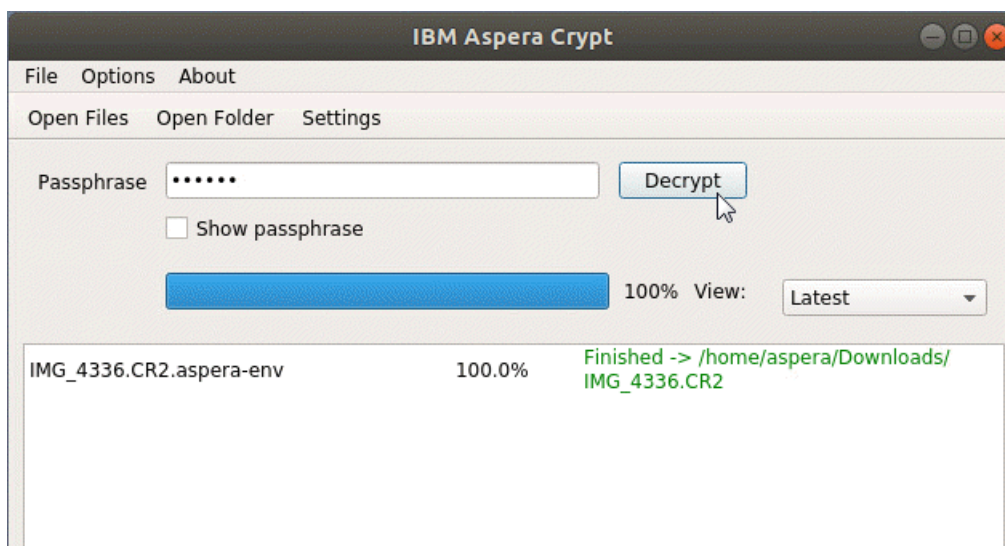 IBM Aspera Crypt
File Options About
Open Files Open Folder Settings
Passphrase •••••• Decrypt
Show passphrase
100% View: Latest
IMG_4336.CR2.aspera-env 100.0% Finished -> /home/aspera/Downloads/
IMG_4336.CR2